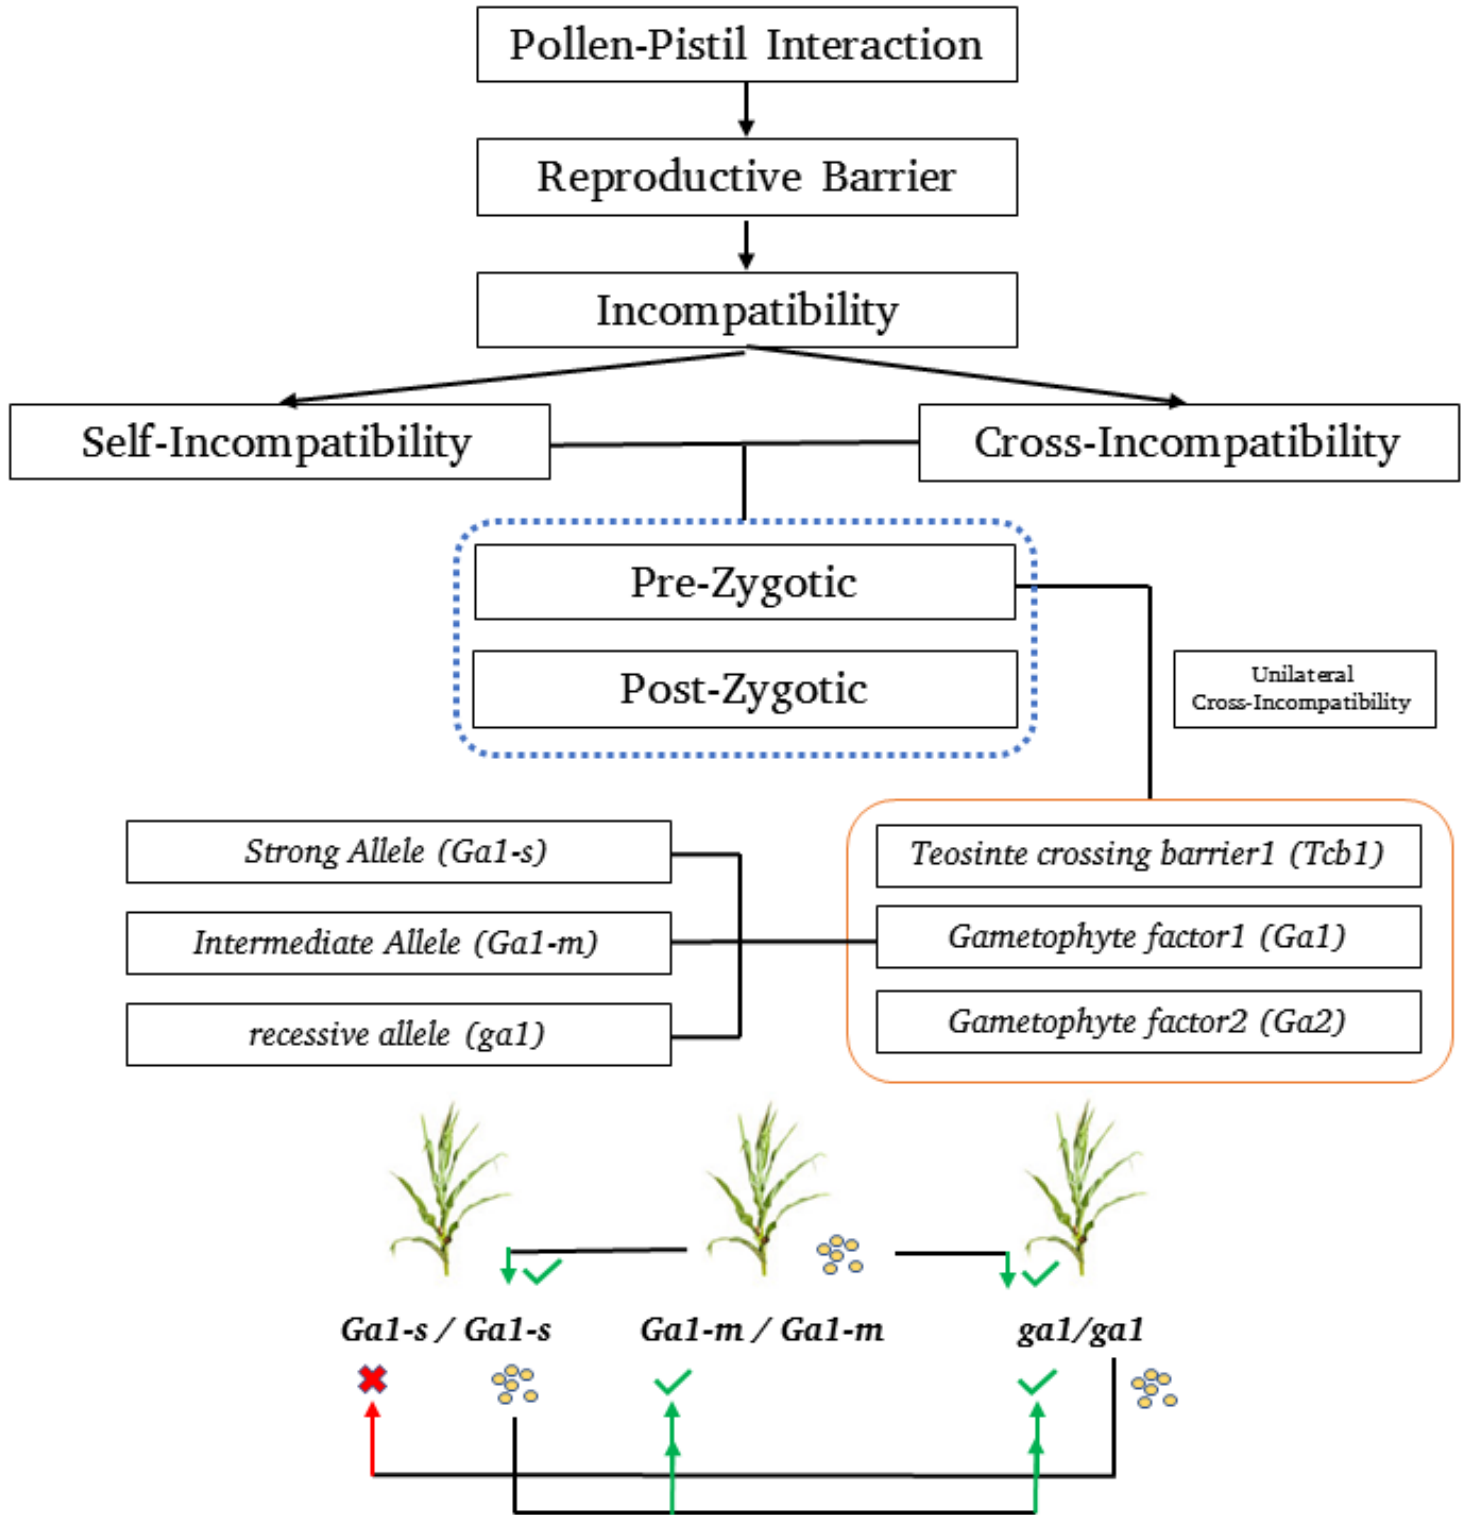 Pollen-Pistil Interaction
Reproductive Barrier
Incompatibility
Self-Incompatibility
Cross-Incompatibility
Pre-Zygotic
Post-Zygotic
Unilateral
Cross-Incompatibility
Strong Allele (Ga1-s)
Intermediate Allele (Ga1-m)
recessive allele (ga1)
Teosinte crossing barrier1 (Tcb1)
Gametophyte factor1 (Ga1)
Gametophyte factor2 (Ga2)
Ga1-s / Ga1-s
Ga1-m / Ga1-m
ga1/ga1